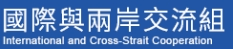 國際與兩岸交流組
International and Cross-Strait Cooperation